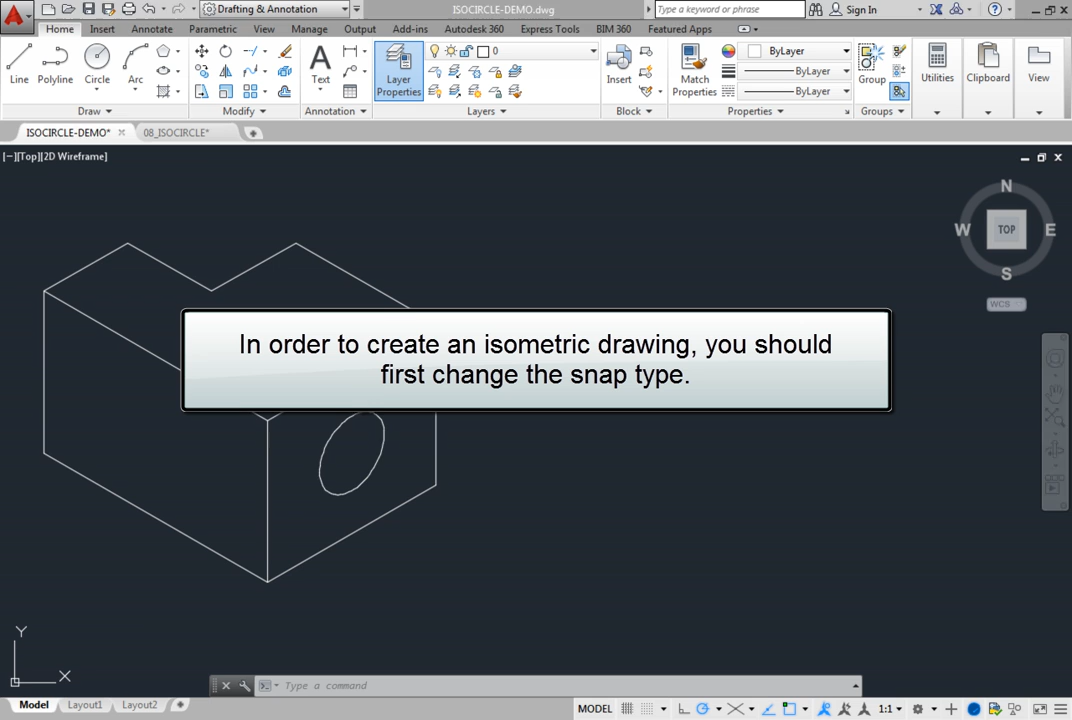 Drafting & Annotation
ISOCIRCLE-DEMO.dwg
Type a keyword or phrase
Sign In
Home Insert Annotate Parametric View Manage Output Add-ins Autodesk 360 Express Tools BIM 360 Featured Apps
Line Polyline Circle Arc
Text
Layer Properties
0
Insert
Match Properties
ByLayer
ByLayer
ByLayer
Group
Utilities
Clipboard
View
Draw Modify Annotation Layers Block Properties Groups
ISOCIRCLE-DEMO* 08_ISOCIRCLE*
[−][Top][2D Wireframe]
N
W TOP E
S
WCS
In order to create an isometric drawing, you should
first change the snap type.
Y
X
Type a command
Model Layout1 Layout2
MODEL 1:1